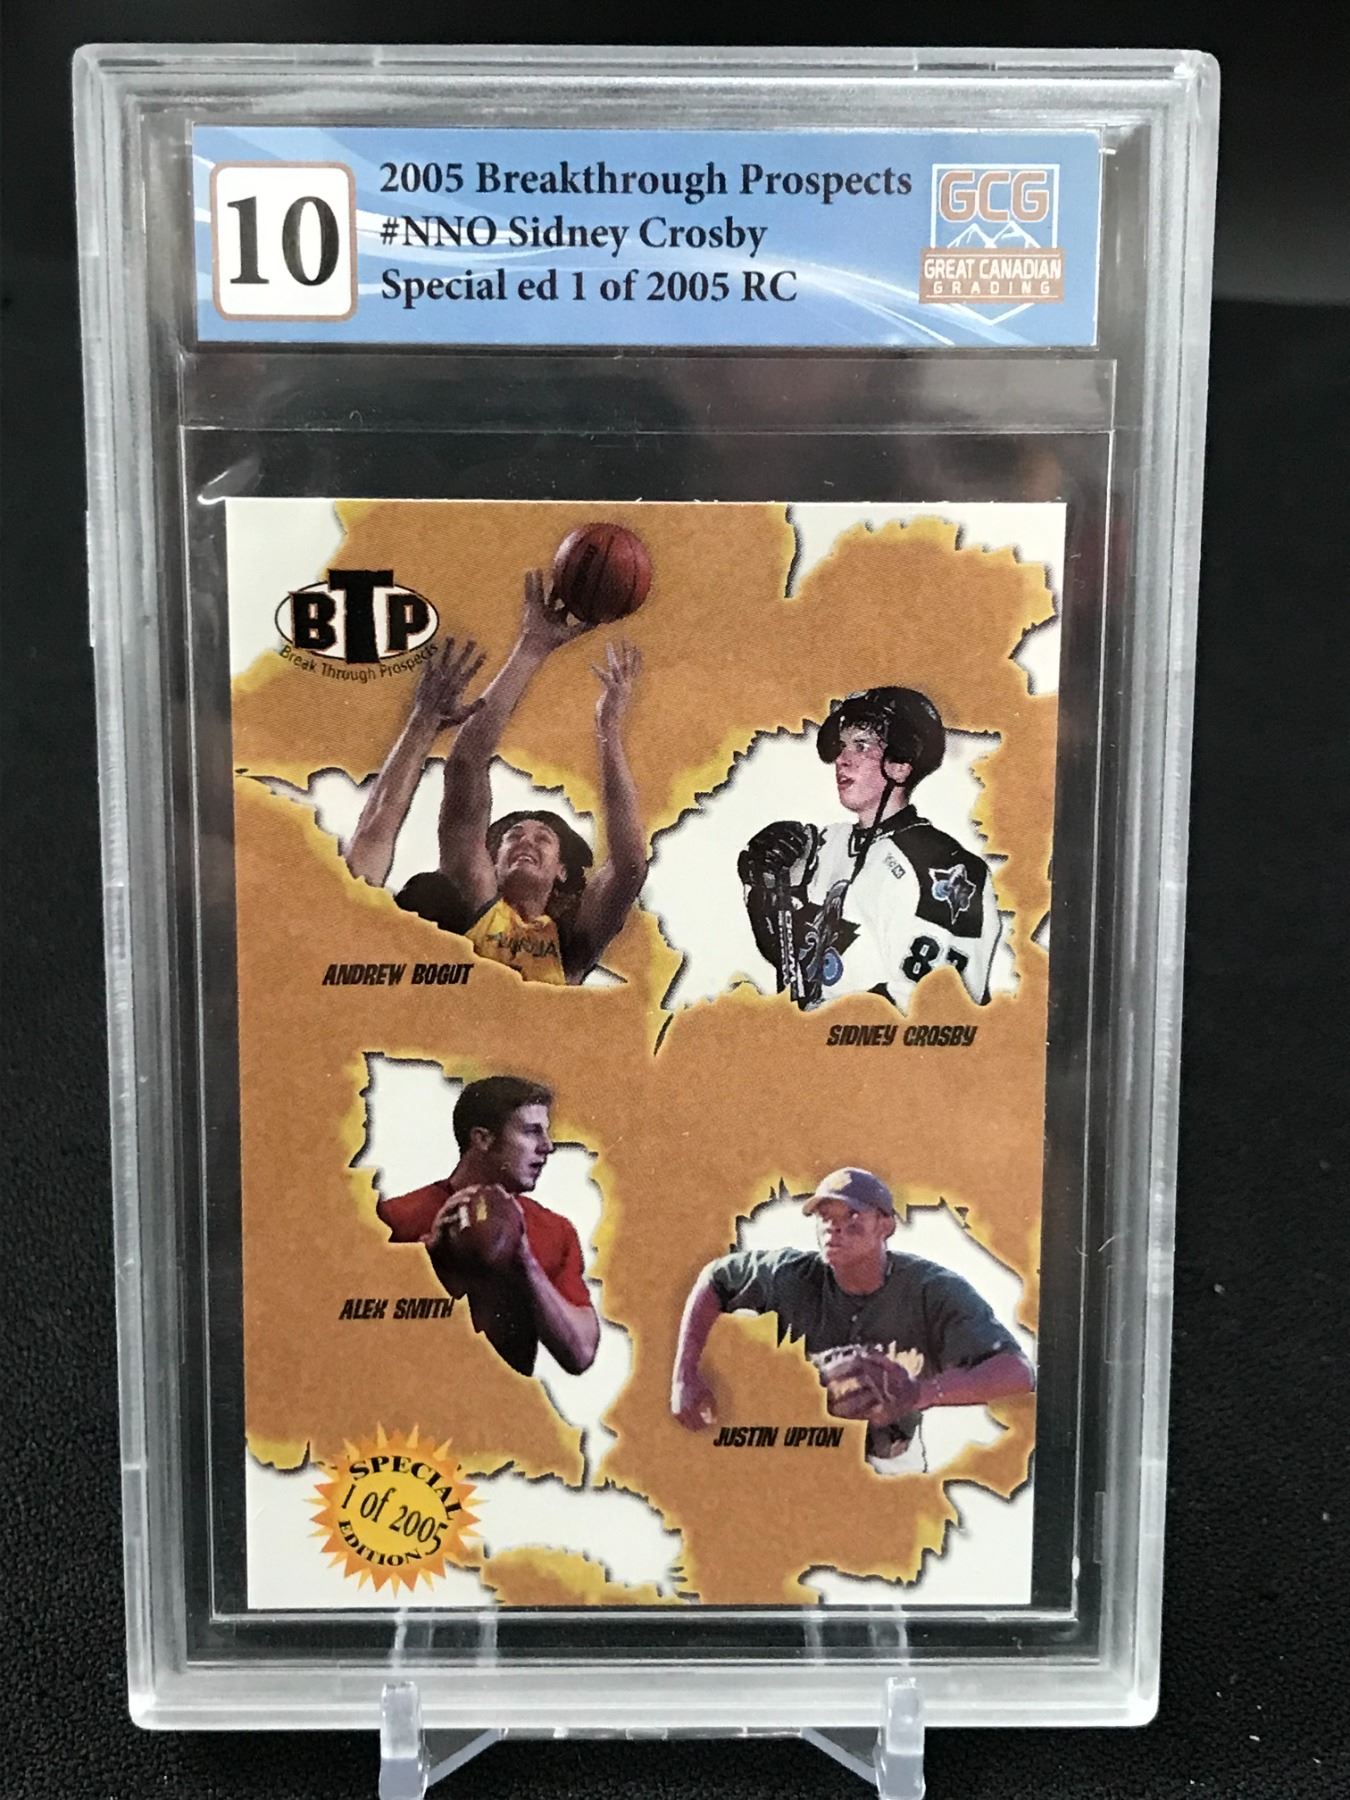 10
2005 Breakthrough Prospects
#NNO Sidney Crosby
Special ed 1 of 2005 RC
GCG
GREAT CANADIAN
GRADING
BTP
Break Through Prospects
ANDREW BOGUT
87
SIDNEY CROSBY
ALEX SMITH
JUSTIN UPTON
SPECIAL
1 of 2005
EDITION